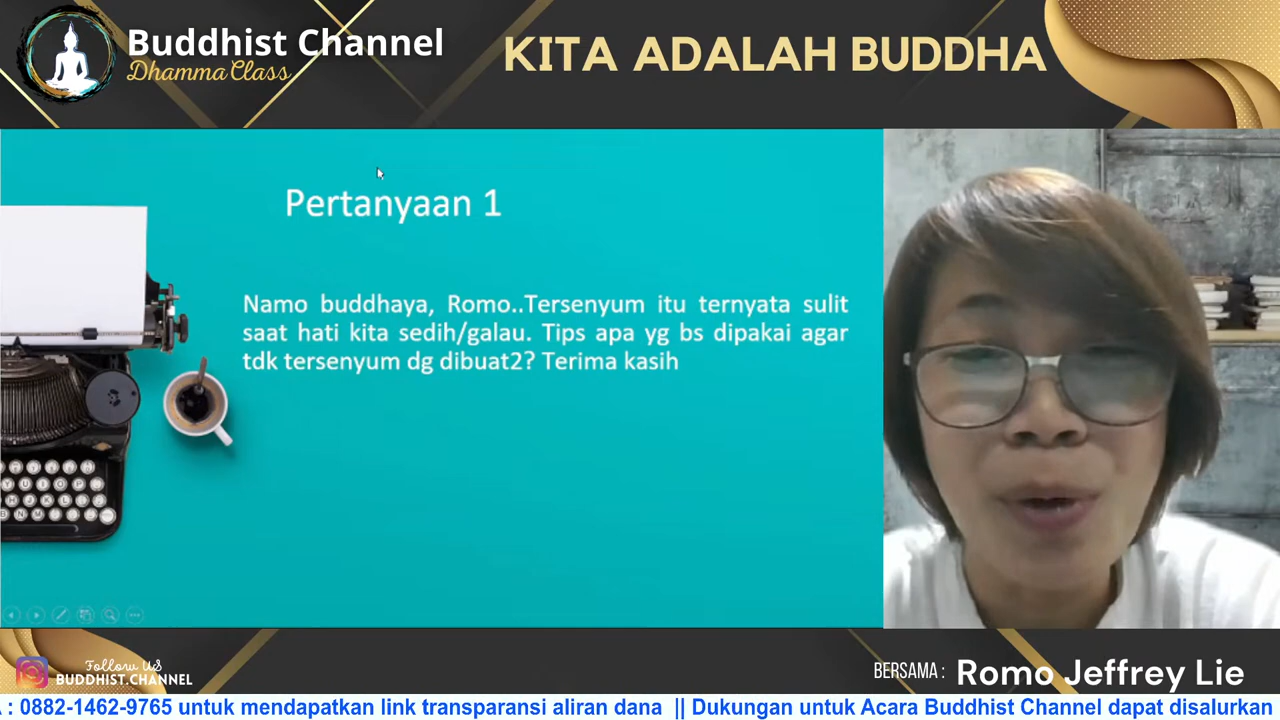 Buddhist Channel
Dhamma Class
KITA ADALAH BUDDHA
Pertanyaan 1
Namo buddhaya, Romo..Tersenyum itu ternyata sulit
saat hati kita sedih/galau. Tips apa yg bs dipakai agar
tdk tersenyum dg dibuat2? Terima kasih
Follow US
BUDDHIST.CHANNEL
BERSAMA : Romo Jeffrey Lie
: 0882-1462-9765 untuk mendapatkan link transparansi aliran dana || Dukungan untuk Acara Buddhist Channel dapat disalurkan